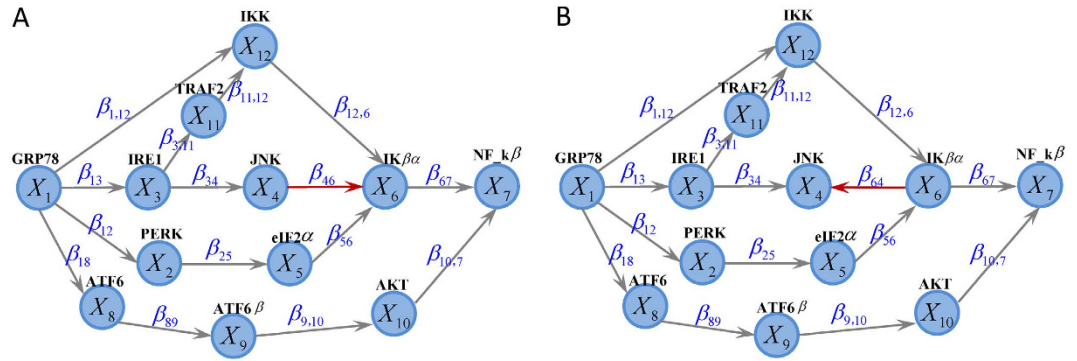 A
IKK
X12
TRAF2
β1,12
β11,12
X11
β12,6
β3,11
GRP78
IRE1
JNK
IKβα
NF_kβ
X1
β13
X3
β34
X4
β46
X6
β67
X7
β12
PERK
eIF2α
β56
β18
X2
β25
X5
β10,7
ATF6
AKT
X8
β89
ATF6 β
X9
β9,10
X10
B
IKK
X12
TRAF2
β1,12
β11,12
X11
β12,6
β3,11
GRP78
IRE1
JNK
IKβα
NF_kβ
X1
β13
X3
β34
X4
β64
X6
β67
X7
β12
PERK
eIF2α
β56
β18
X2
β25
X5
β10,7
ATF6
AKT
X8
β89
ATF6 β
X9
β9,10
X10